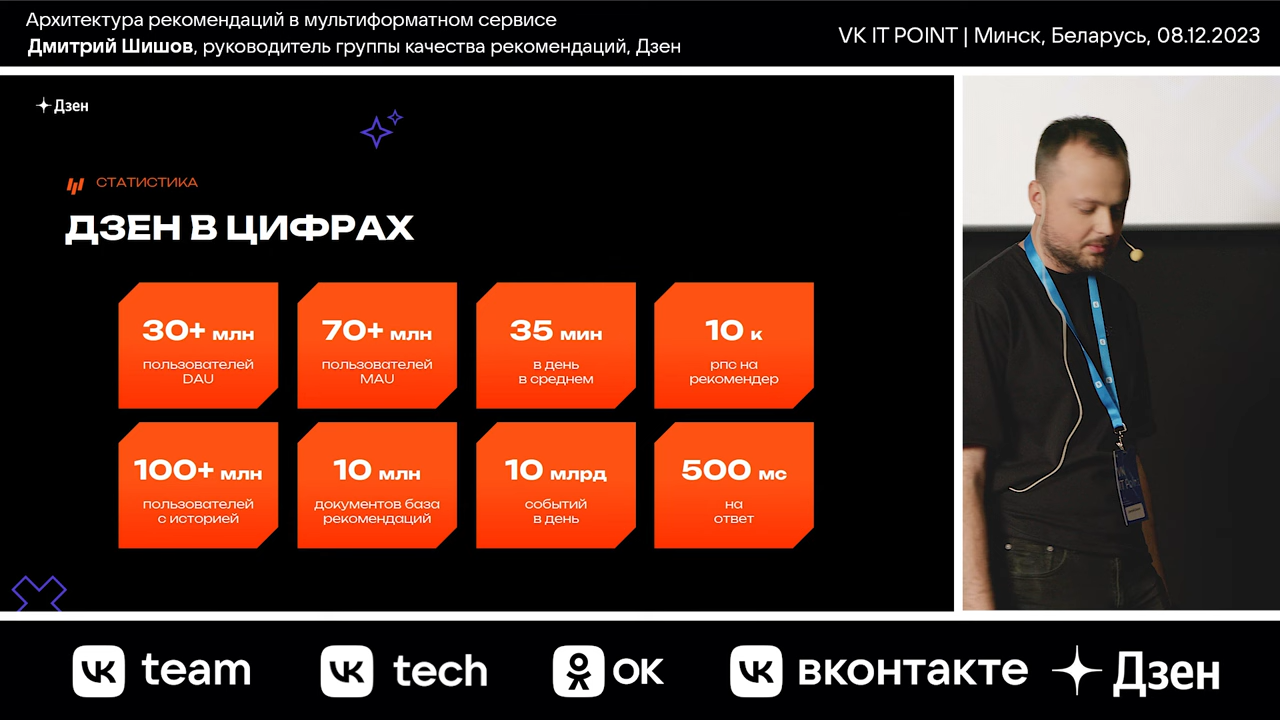 Архитектура рекомендаций в мультиформатном сервисе
Дмитрий Шишов, руководитель группы качества рекомендаций, Дзен
VK IT POINT | Минск, Беларусь, 08.12.2023
Дзен
СТАТИСТИКА
ДЗЕН В ЦИФРАХ
30+ млн
пользователей
DAU
70+ млн
пользователей
MAU
35 мин
в день
в среднем
10 к
рпс на
рекомендер
100+ млн
пользователей
с историей
10 млн
документов база
рекомендаций
10 млрд
событий
в день
500 мс
на
ответ
team
tech
ОК
вконтакте
Дзен